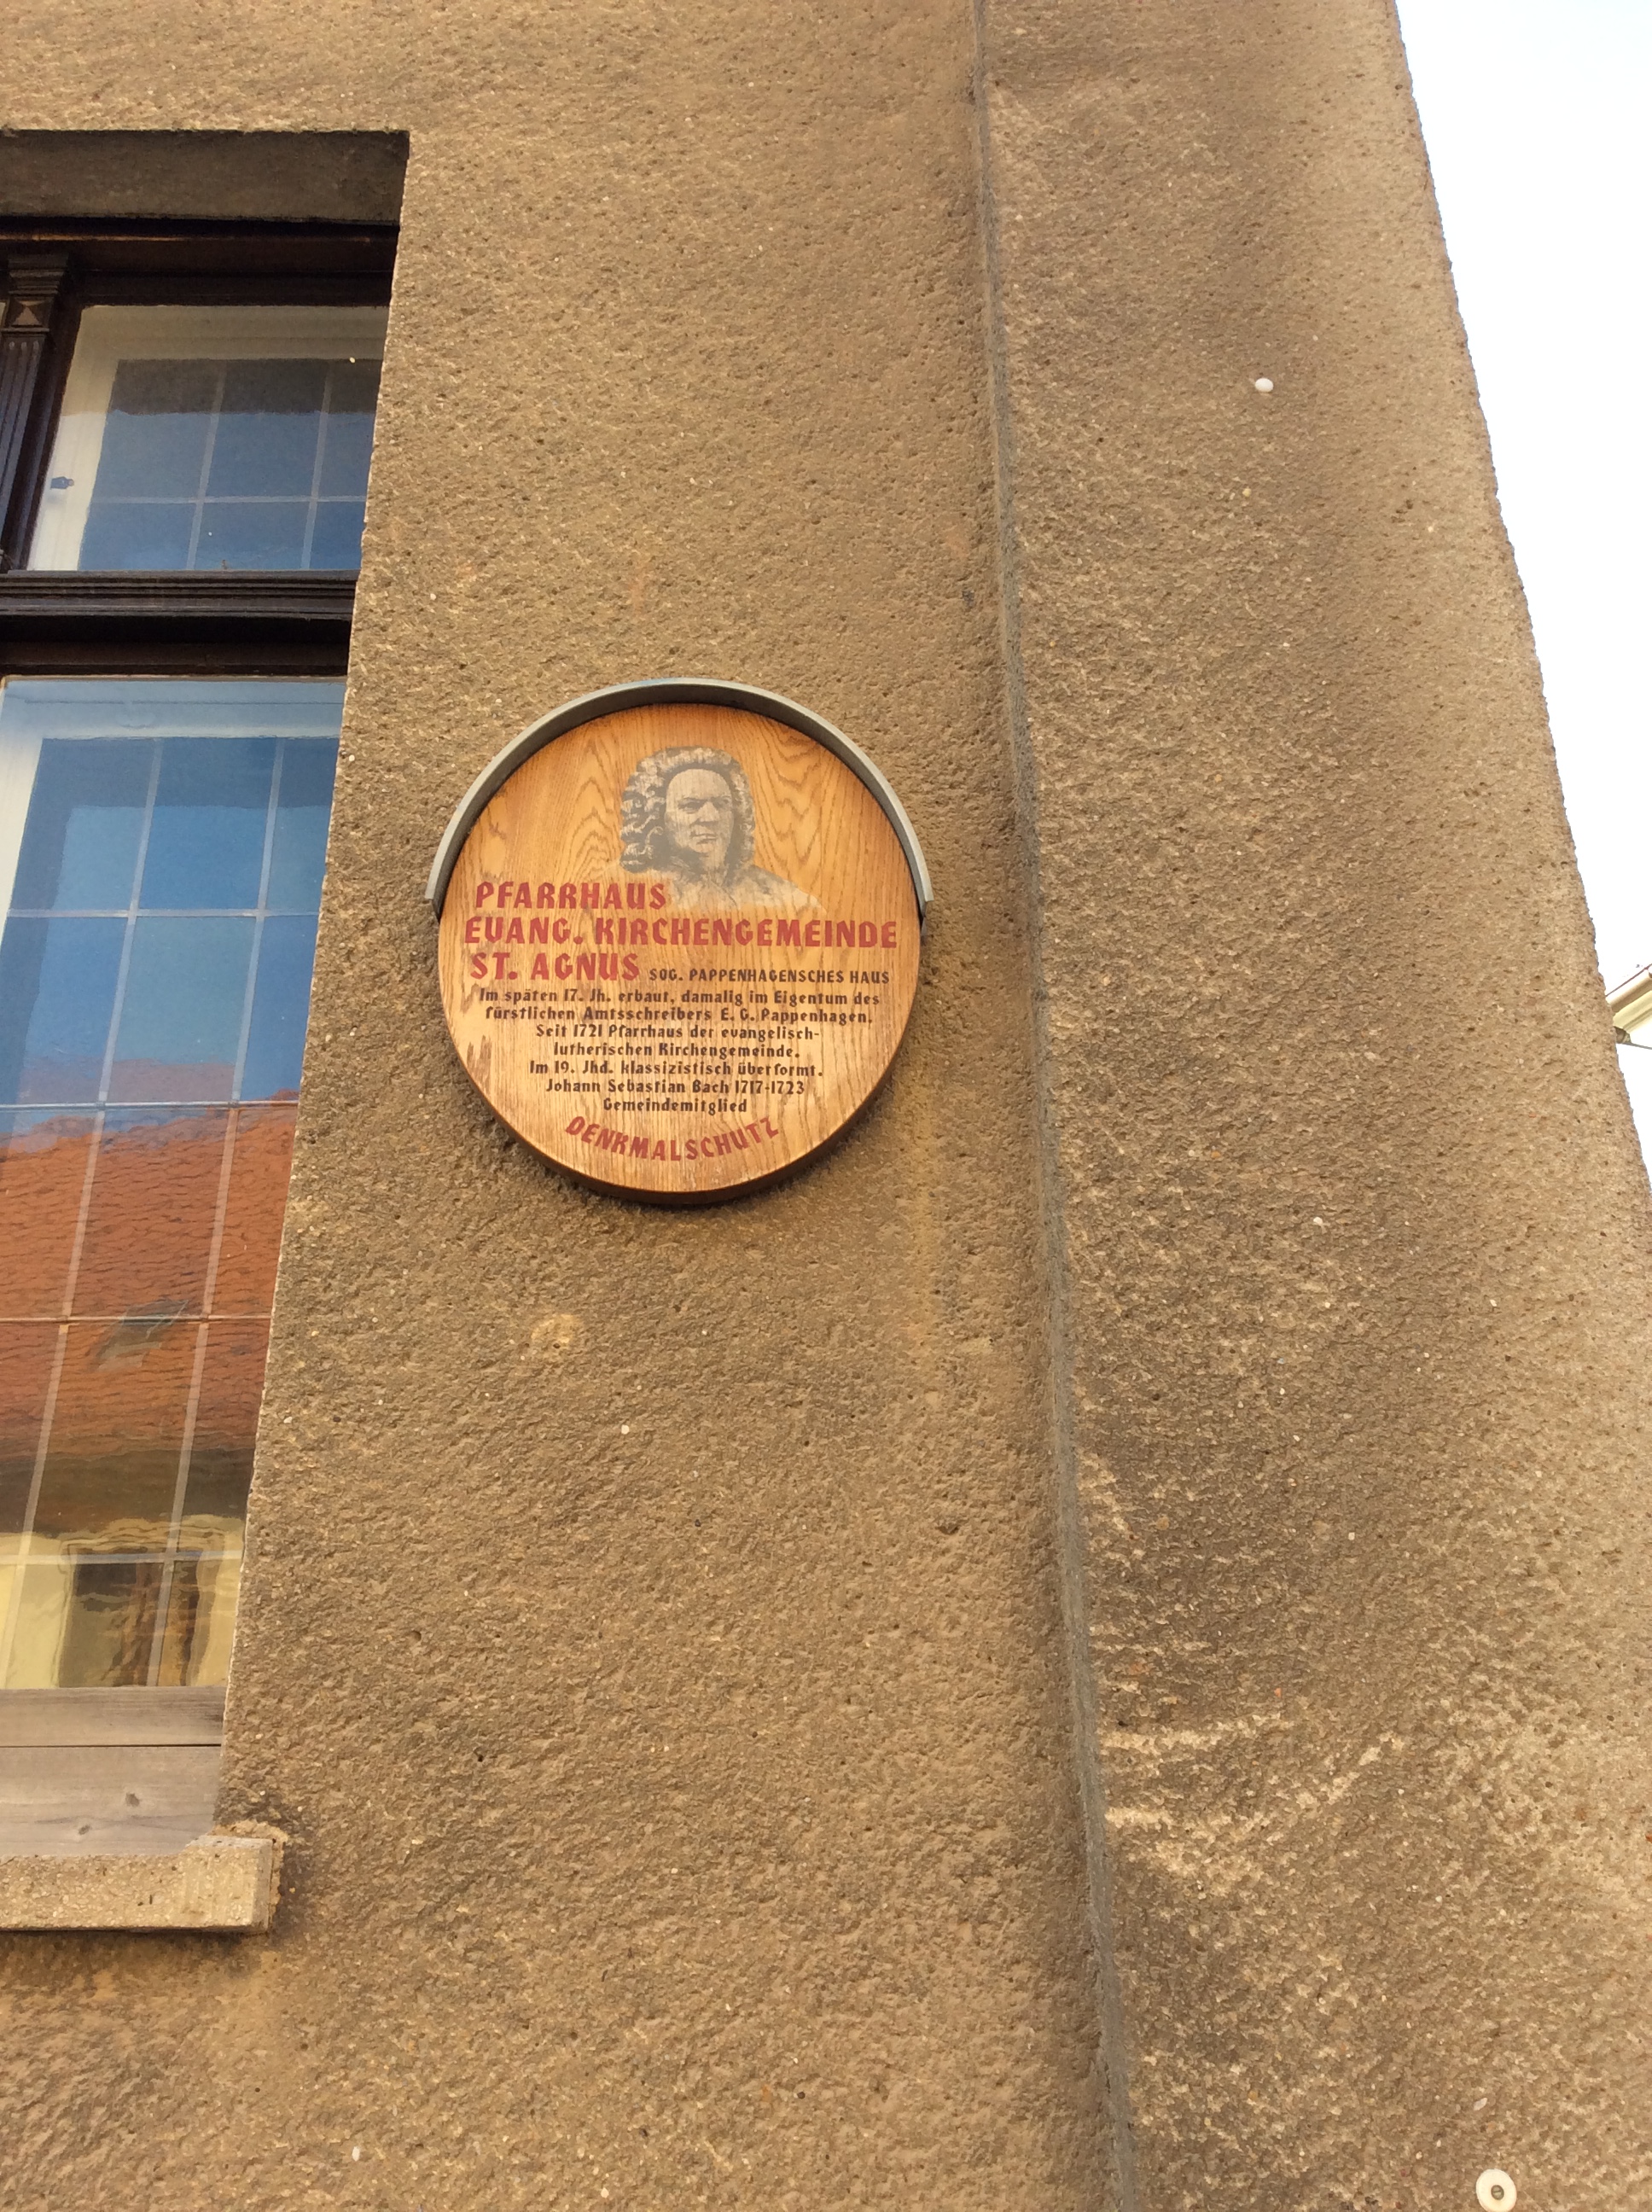 PFARRHAUS
EVANG. KIRCHENGEMEINDE
ST. AGNUS SOG. PAPPENHAGENSCHES HAUS
Im späten 17. Jh. erbaut, damalig im Eigentum des
fürstlichen Amtsschreibers E. G. Pappenhagen.
Seit 1721 Pfarrhaus der evangelisch-
lutherischen Kirchengemeinde.
Im 19. Jhd. klassizistisch überformt.
Johann Sebastian Bach 1717-1723
Gemeindemitglied
DENKMALSCHUTZ